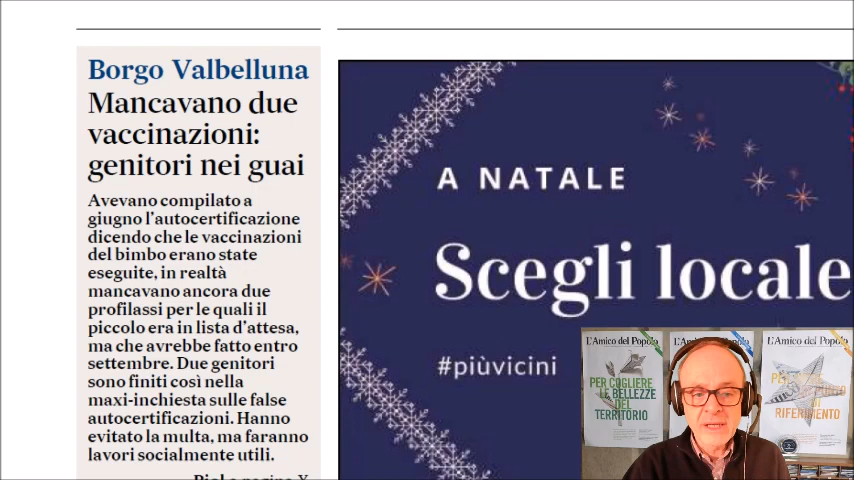 Borgo Valbelluna
Mancavano due
vaccinazioni:
genitori nei guai
Avevano compilato a
giugno l'autocertificazione
dicendo che le vaccinazioni
del bimbo erano state
eseguite, in realtà
mancavano ancora due
profilassi per le quali il
piccolo era in lista d'attesa,
ma che avrebbe fatto entro
settembre. Due genitori
sono finiti così nella
maxi-inchiesta sulle false
autocertificazioni. Hanno
evitato la multa, ma faranno
lavori socialmente utili.
A NATALE
Scegli locale
#piùvicini
L'Amico del Popolo
PER COGLIERE
LE BELLEZZE
DEL
TERRITORIO
L'Amico del Popolo
RIFERIMENTO